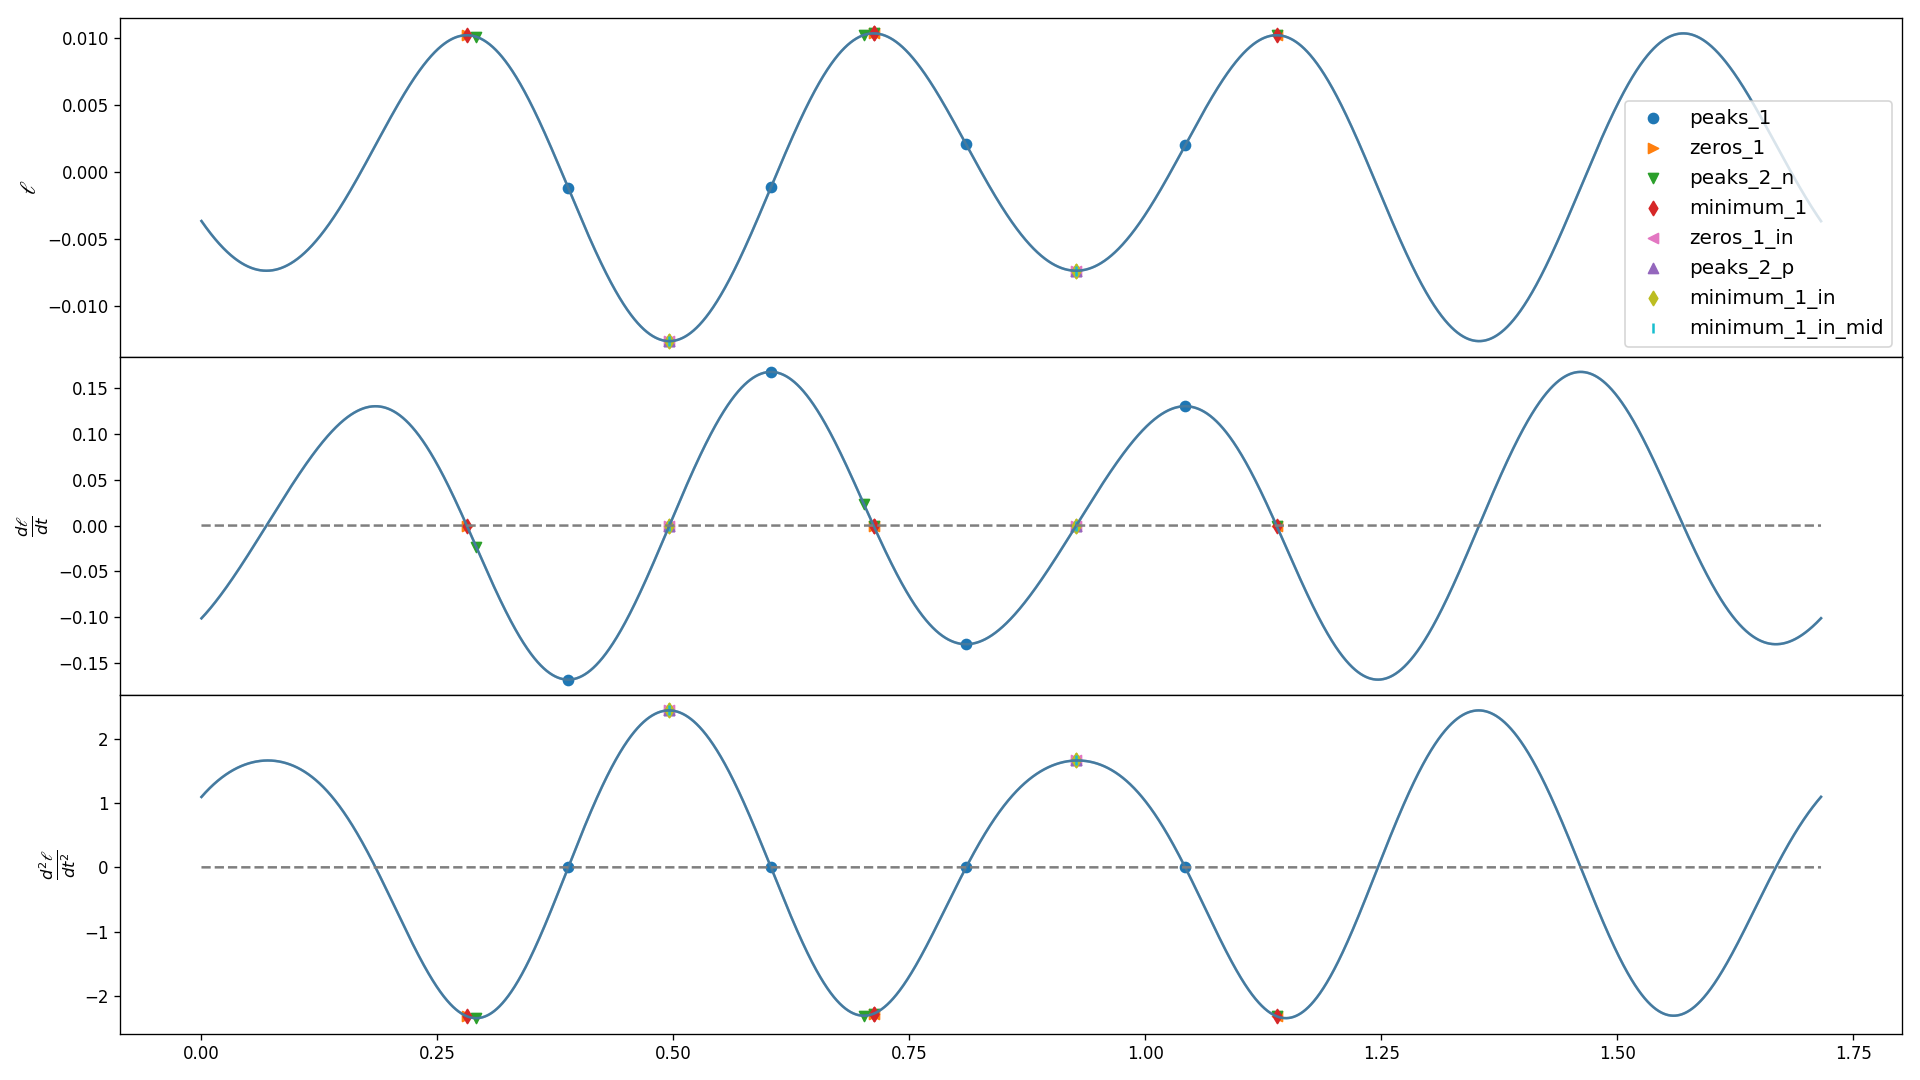 0.010
0.005
0.000
−0.005
−0.010
ℓ
peaks_1
zeros_1
peaks_2_n
minimum_1
zeros_1_in
peaks_2_p
minimum_1_in
minimum_1_in_mid
0.15
0.10
0.05
0.00
−0.05
−0.10
−0.15
dℓ/dt
2
1
0
−1
−2
d²ℓ/dt²
0.00 0.25 0.50 0.75 1.00 1.25 1.50 1.75